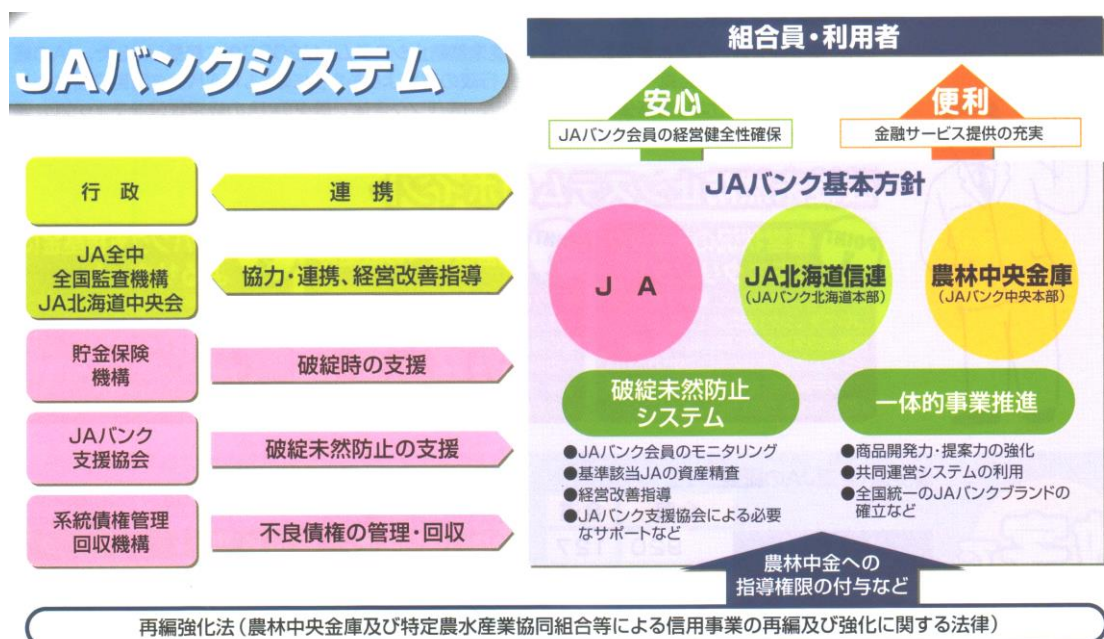 JAバンクシステム
組合員・利用者
安心
JAバンク会員の経営健全性確保
便利
金融サービス提供の充実
行 政
連 携
JA全中
全国監査機構
JA北海道中央会
協力・連携、経営改善指導
貯金保険
機構
破綻時の支援
JAバンク
支援協会
破綻未然防止の支援
系統債権管理
回収機構
不良債権の管理・回収
JAバンク基本方針
J A
JA北海道信連
(JAバンク北海道本部)
農林中央金庫
(JAバンク中央本部)
破綻未然防止
システム
●JAバンク会員のモニタリング
●基準該当JAの資産精査
●経営改善指導
●JAバンク支援協会による必要
なサポートなど
一体的事業推進
●商品開発力・提案力の強化
●共同運営システムの利用
●全国統一のJAバンクブランドの
確立など
農林中金への
指導権限の付与など
再編強化法(農林中央金庫及び特定農水産業協同組合等による信用事業の再編及び強化に関する法律)